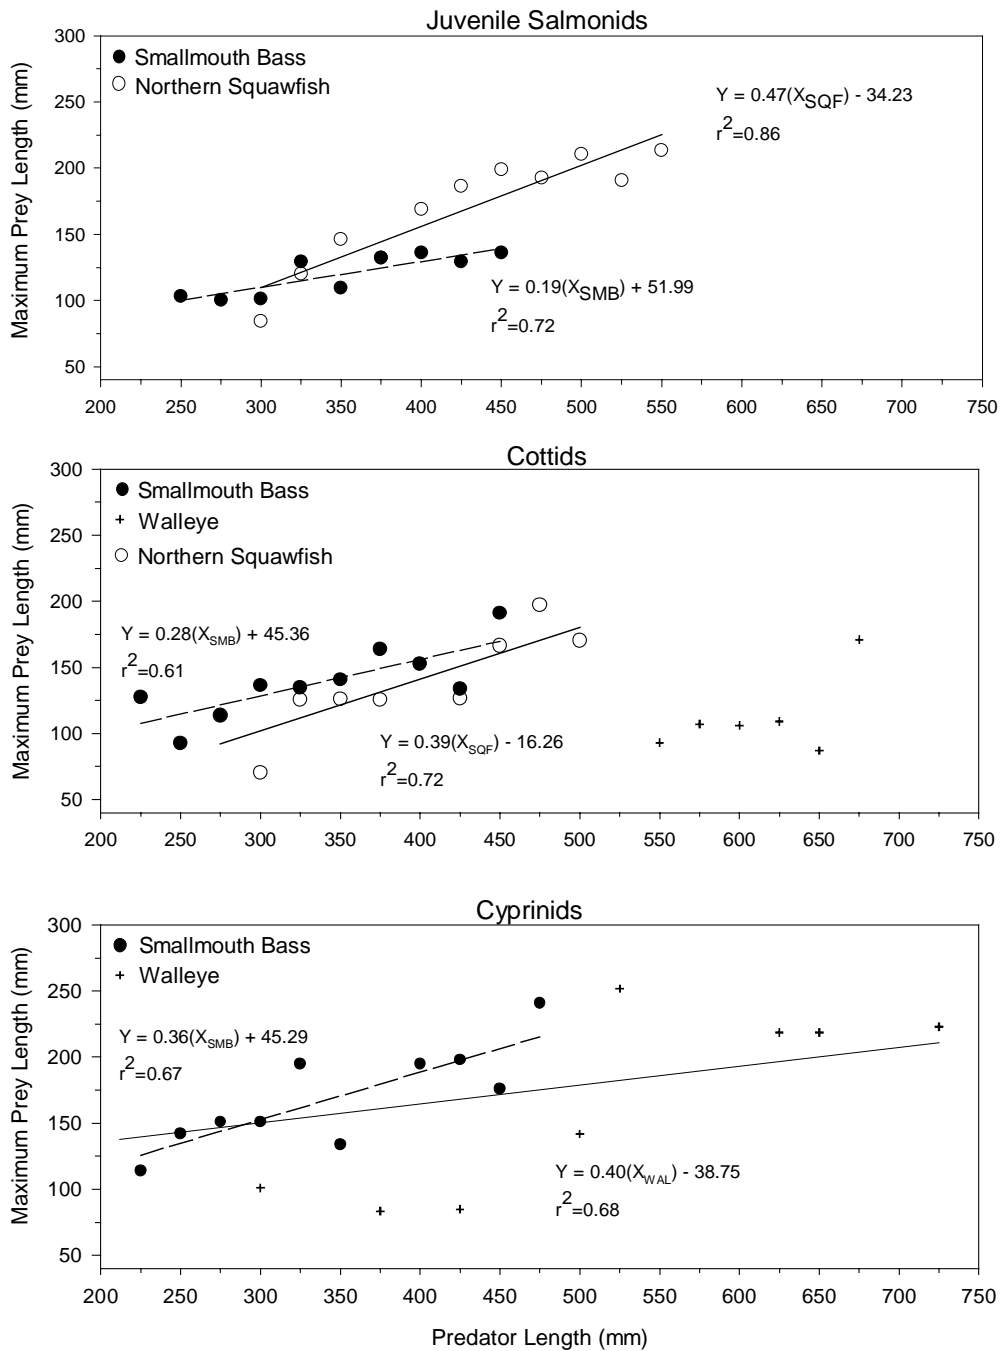 Juvenile Salmonids
300
250
200
150
100
50
Maximum Prey Length (mm)
Smallmouth Bass
Northern Squawfish
Y = 0.47(XSQF) - 34.23
r2=0.86
Y = 0.19(XSMB) + 51.99
r2=0.72
200 250 300 350 400 450 500 550 600 650 700 750
Cottids
300
250
200
150
100
50
Maximum Prey Length (mm)
Smallmouth Bass
Walleye
Northern Squawfish
Y = 0.28(XSMB) + 45.36
r2=0.61
Y = 0.39(XSQF) - 16.26
r2=0.72
200 250 300 350 400 450 500 550 600 650 700 750
Cyprinids
300
250
200
150
100
50
Maximum Prey Length (mm)
Smallmouth Bass
Walleye
Y = 0.36(XSMB) + 45.29
r2=0.67
Y = 0.40(XWAL) - 38.75
r2=0.68
200 250 300 350 400 450 500 550 600 650 700 750
Predator Length (mm)